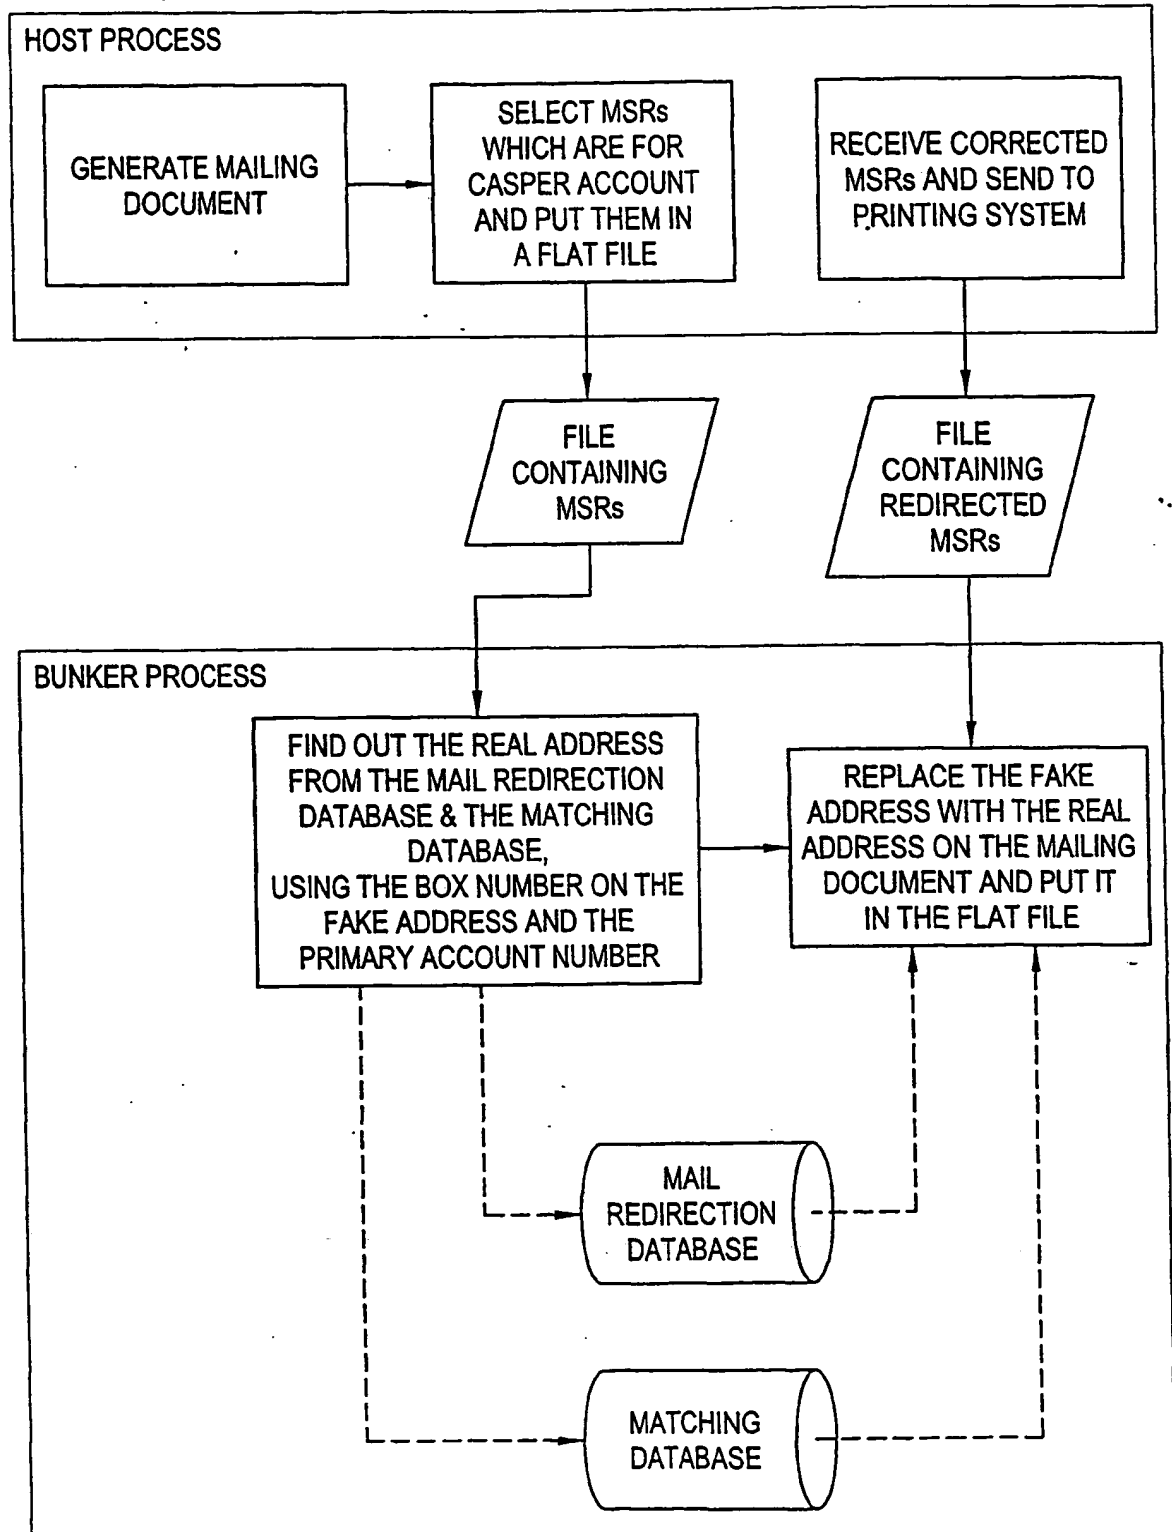 HOST PROCESS
GENERATE MAILING
DOCUMENT
SELECT MSRs
WHICH ARE FOR
CASPER ACCOUNT
AND PUT THEM IN
A FLAT FILE
RECEIVE CORRECTED
MSRs AND SEND TO
PRINTING SYSTEM
FILE
CONTAINING
MSRs
FILE
CONTAINING
REDIRECTED
MSRs
BUNKER PROCESS
FIND OUT THE REAL ADDRESS
FROM THE MAIL REDIRECTION
DATABASE & THE MATCHING
DATABASE,
USING THE BOX NUMBER ON THE
FAKE ADDRESS AND THE
PRIMARY ACCOUNT NUMBER
REPLACE THE FAKE
ADDRESS WITH THE REAL
ADDRESS ON THE MAILING
DOCUMENT AND PUT IT
IN THE FLAT FILE
MAIL
REDIRECTION
DATABASE
MATCHING
DATABASE